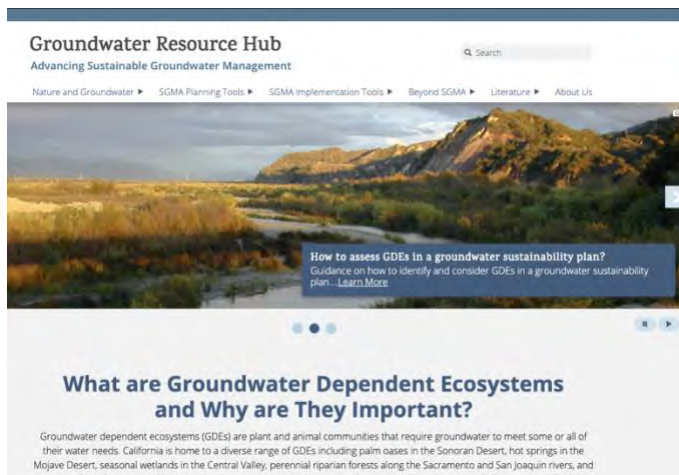 Groundwater Resource Hub
Advancing Sustainable Groundwater Management
Search
Nature and Groundwater ▶ SGMA Planning Tools ▶ SGMA Implementation Tools ▶ Beyond SGMA ▶ Literature ▶ About Us
How to assess GDEs in a groundwater sustainability plan?
Guidance on how to identify and consider GDEs in a groundwater sustainability
plan...Learn More
What are Groundwater Dependent Ecosystems
and Why are They Important?
Groundwater dependent ecosystems (GDEs) are plant and animal communities that require groundwater to meet some or all of
their water needs. California is home to a diverse range of GDEs including palm oases in the Sonoran Desert, hot springs in the
Mojave Desert, seasonal wetlands in the Central Valley, perennial riparian forests along the Sacramento and San Joaquin rivers, and